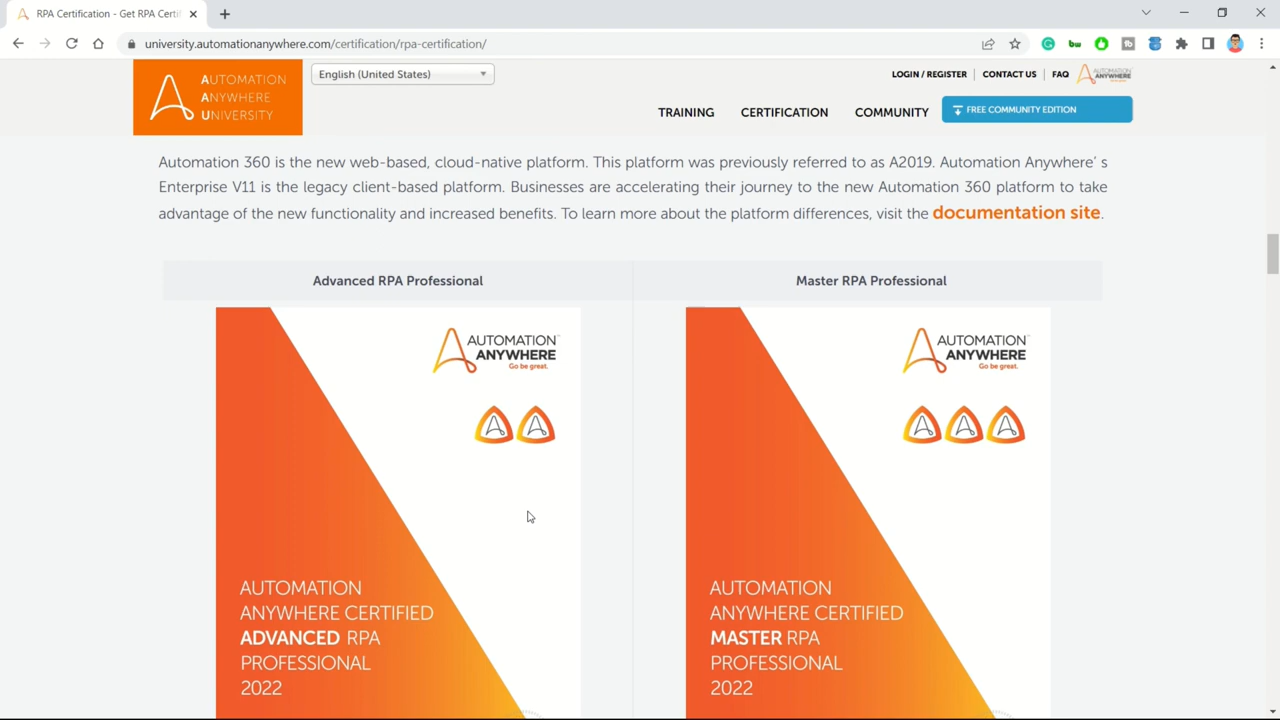 RPA Certification - Get RPA Certi
university.automationanywhere.com/certification/rpa-certification/
AUTOMATION
ANYWHERE
UNIVERSITY
English (United States)
LOGIN / REGISTER
CONTACT US
FAQ
AUTOMATION
ANYWHERE
TRAINING
CERTIFICATION
COMMUNITY
FREE COMMUNITY EDITION
Automation 360 is the new web-based, cloud-native platform. This platform was previously referred to as A2019. Automation Anywhere' s
Enterprise V11 is the legacy client-based platform. Businesses are accelerating their journey to the new Automation 360 platform to take
advantage of the new functionality and increased benefits. To learn more about the platform differences, visit the documentation site.
Advanced RPA Professional
Master RPA Professional
AUTOMATION
ANYWHERE
Go be great.
AUTOMATION
ANYWHERE CERTIFIED
ADVANCED RPA
PROFESSIONAL
2022
AUTOMATION
ANYWHERE
Go be great.
AUTOMATION
ANYWHERE CERTIFIED
MASTER RPA
PROFESSIONAL
2022